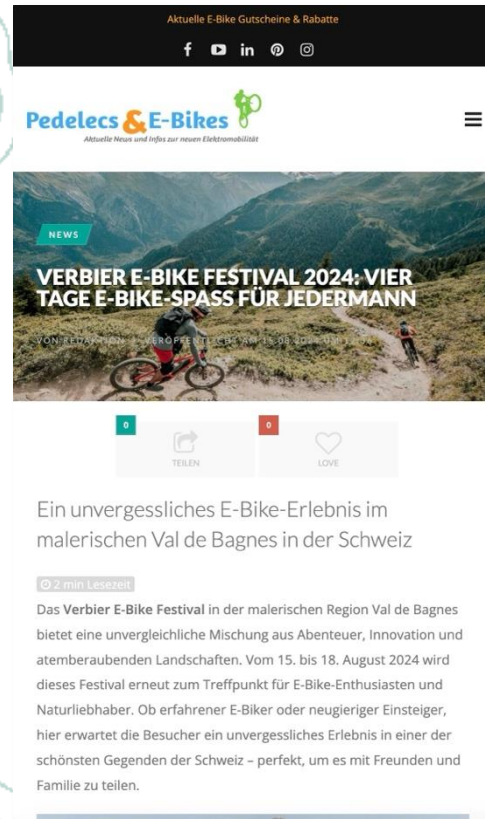 Aktuelle E-Bike Gutscheine & Rabatte
Pedelecs & E-Bikes
Aktuelle News und Infos zur neuen Elektromobilität
NEWS
VERBIER E-BIKE FESTIVAL 2024: VIER
TAGE E-BIKE-SPASS FÜR JEDERMANN
VON REDAKTION VERÖFFENTLICHT AM
0
TEILEN
0
LOVE
Ein unvergessliches E-Bike-Erlebnis im
malerischen Val de Bagnes in der Schweiz
2 min Lesezeit
Das Verbier E-Bike Festival in der malerischen Region Val de Bagnes
bietet eine unvergleichliche Mischung aus Abenteuer, Innovation und
atemberaubenden Landschaften. Vom 15. bis 18. August 2024 wird
dieses Festival erneut zum Treffpunkt für E-Bike-Enthusiasten und
Naturliebhaber. Ob erfahrener E-Biker oder neugieriger Einsteiger,
hier erwartet die Besucher ein unvergessliches Erlebnis in einer der
schönsten Gegenden der Schweiz – perfekt, um es mit Freunden und
Familie zu teilen.